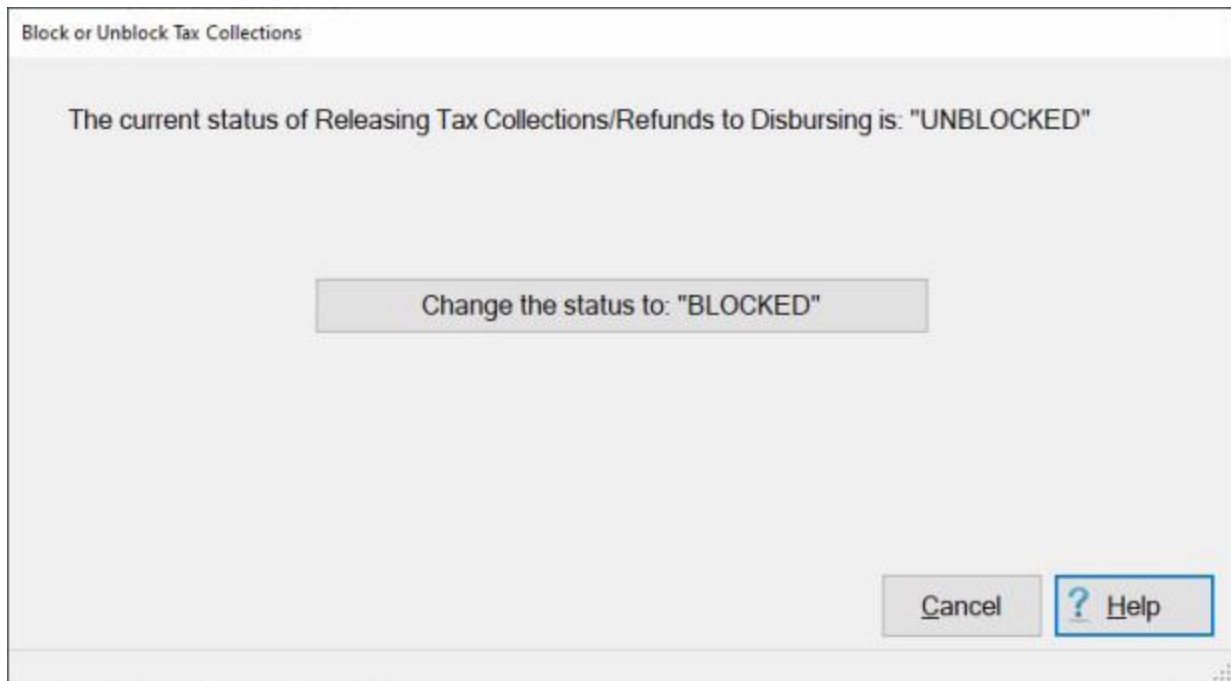 Block or Unblock Tax Collections
The current status of Releasing Tax Collections/Refunds to Disbursing is: "UNBLOCKED"
Change the status to: "BLOCKED"
Cancel
? Help